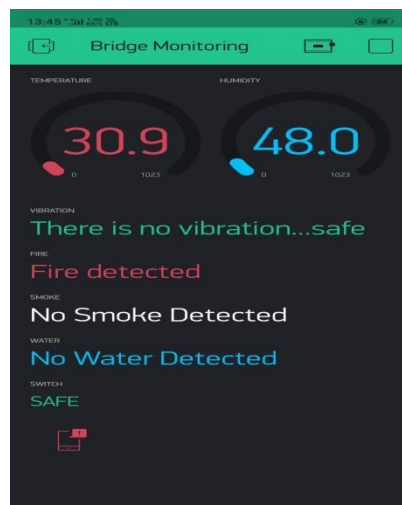 13:45
84
Bridge Monitoring
TEMPERATURE HUMIDITY
30.9 48.0
0 1023 0 1023
VIBRATION
There is no vibration...safe
FIRE
Fire detected
SMOKE
No Smoke Detected
WATER
No Water Detected
SWITCH
SAFE